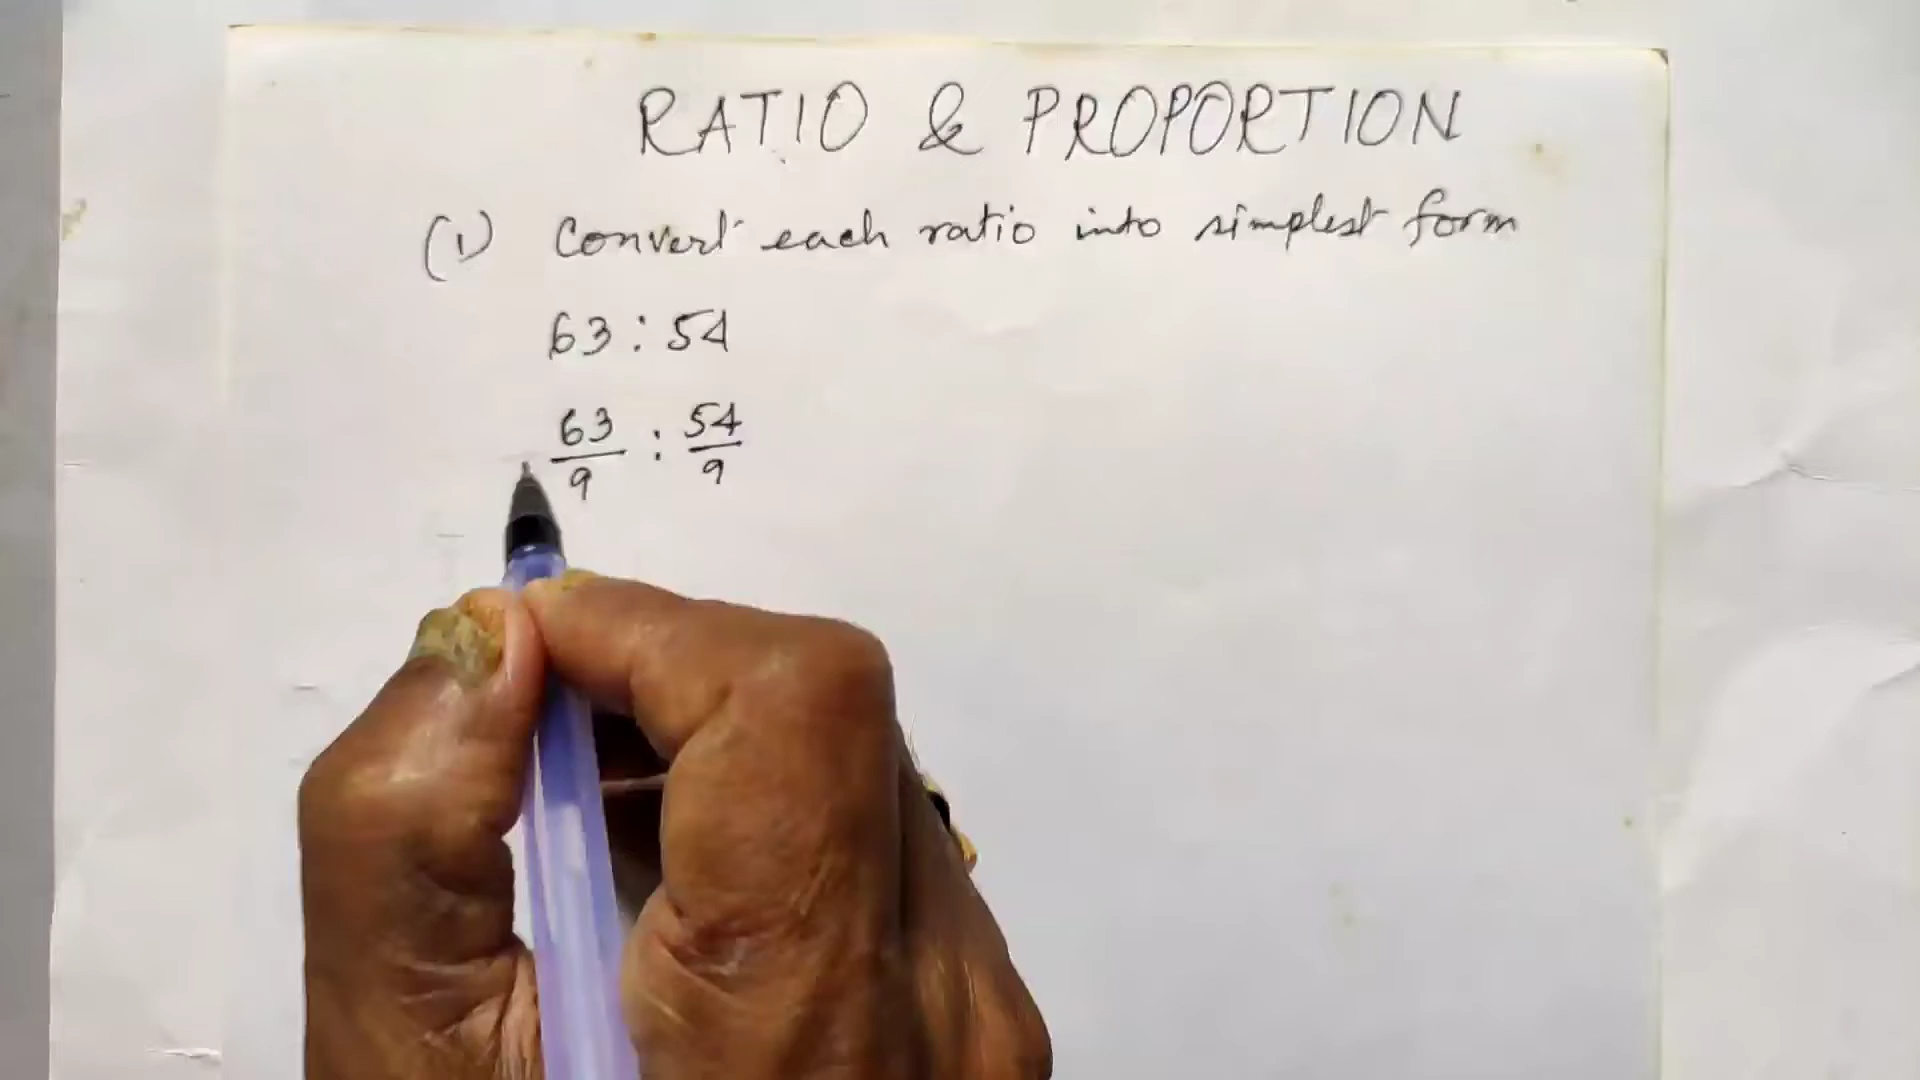 RATIO & PROPORTION
(1) Convert each ratio into simplest form
63 : 54
63/9 : 54/9